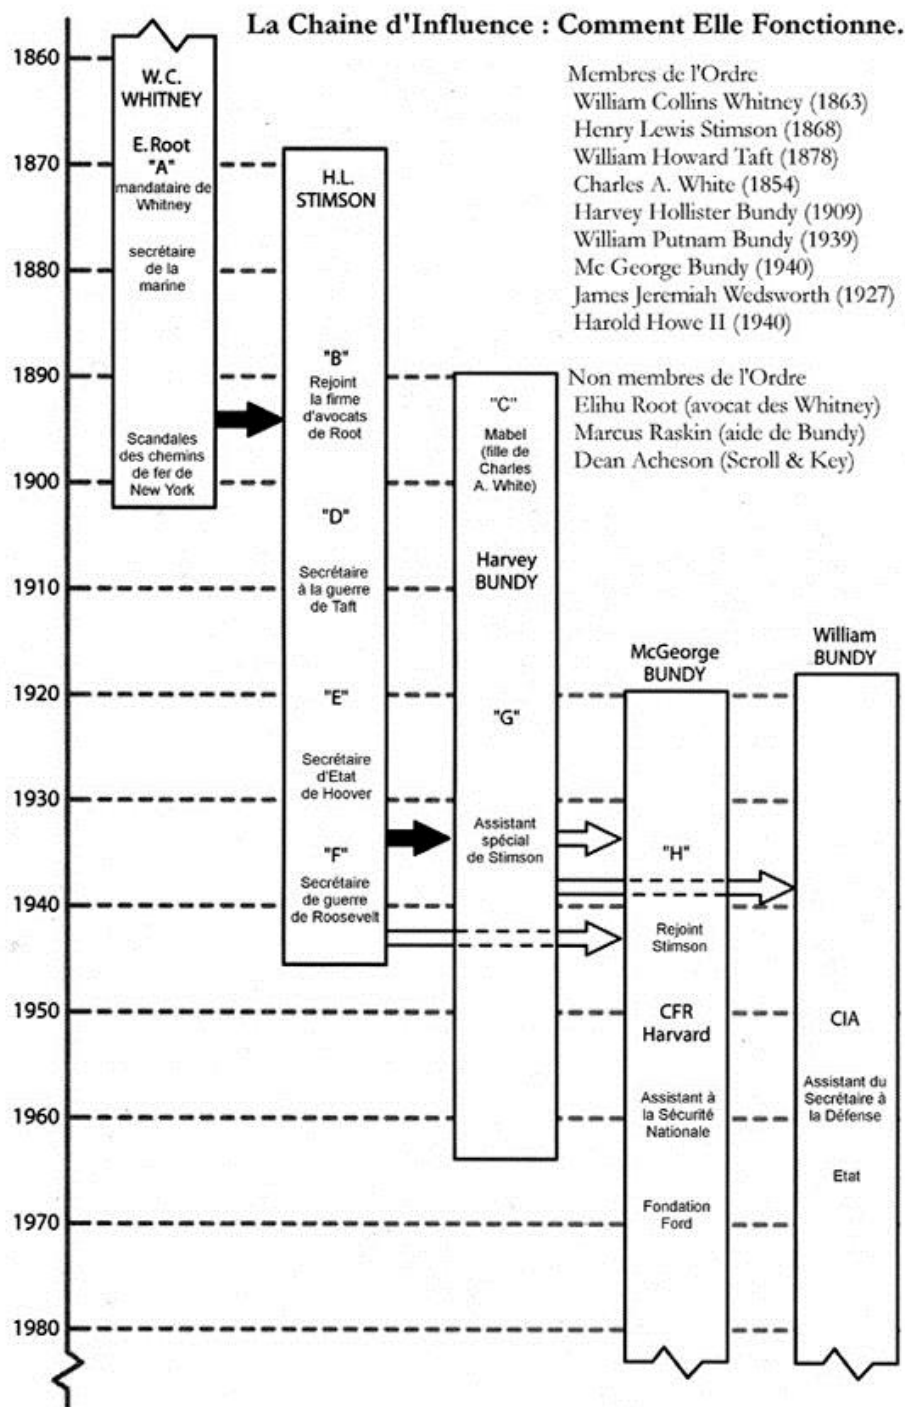 La Chaine d'Influence : Comment Elle Fonctionne.
Membres de l'Ordre
William Collins Whitney (1863)
Henry Lewis Stimson (1868)
William Howard Taft (1878)
Charles A. White (1854)
Harvey Hollister Bundy (1909)
William Putnam Bundy (1939)
Mc George Bundy (1940)
James Jeremiah Wedsworth (1927)
Harold Howe II (1940)
Non membres de l'Ordre
Elihu Root (avocat des Whitney)
Marcus Raskin (aide de Bundy)
Dean Acheson (Scroll & Key)
1860
1870
1880
1890
1900
1910
1920
1930
1940
1950
1960
1970
1980
W. C.
WHITNEY
E. Root
"A"
mandataire de
Whitney
secrétaire
de la
marine
Scandales
des chemins
de fer de
New York
H.L.
STIMSON
"B"
Rejoint
la firme
d'avocats
de Root
"D"
Secrétaire
à la guerre
de Taft
"E"
Secrétaire
d'Etat
de Hoover
"F"
Secrétaire
de guerre
de Roosevelt
"C"
Mabel
(fille de
Charles
A. White)
Harvey
BUNDY
"G"
Assistant
spécial
de Stimson
McGeorge
BUNDY
"H"
Rejoint
Stimson
CFR
Harvard
Assistant à
la Sécurité
Nationale
Fondation
Ford
William
BUNDY
CIA
Assistant du
Secrétaire à
la Défense
Etat